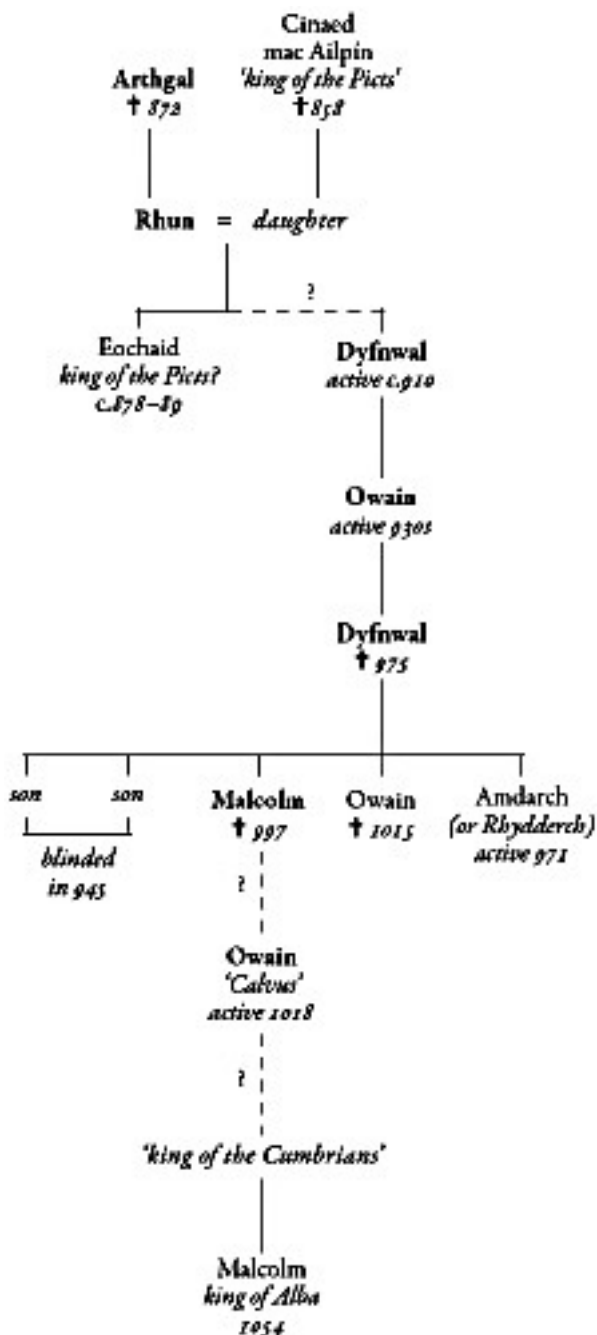 Cinaed
mac Ailpin
Arthgal 'king of the Picts'
† 872 † 858
Rhun = daughter
?
Eochaid
king of the Picts?
c.878–89
Dyfnwal
active c.910
Owain
active 930s
Dyfnwal
† 975
son son
blinded
in 945
Malcolm
† 997
Owain
† 1015
Amdarch
(or Rhydderch)
active 971
?
Owain
'Calvus'
active 1018
?
'king of the Cumbrians'
Malcolm
king of Alba
1054